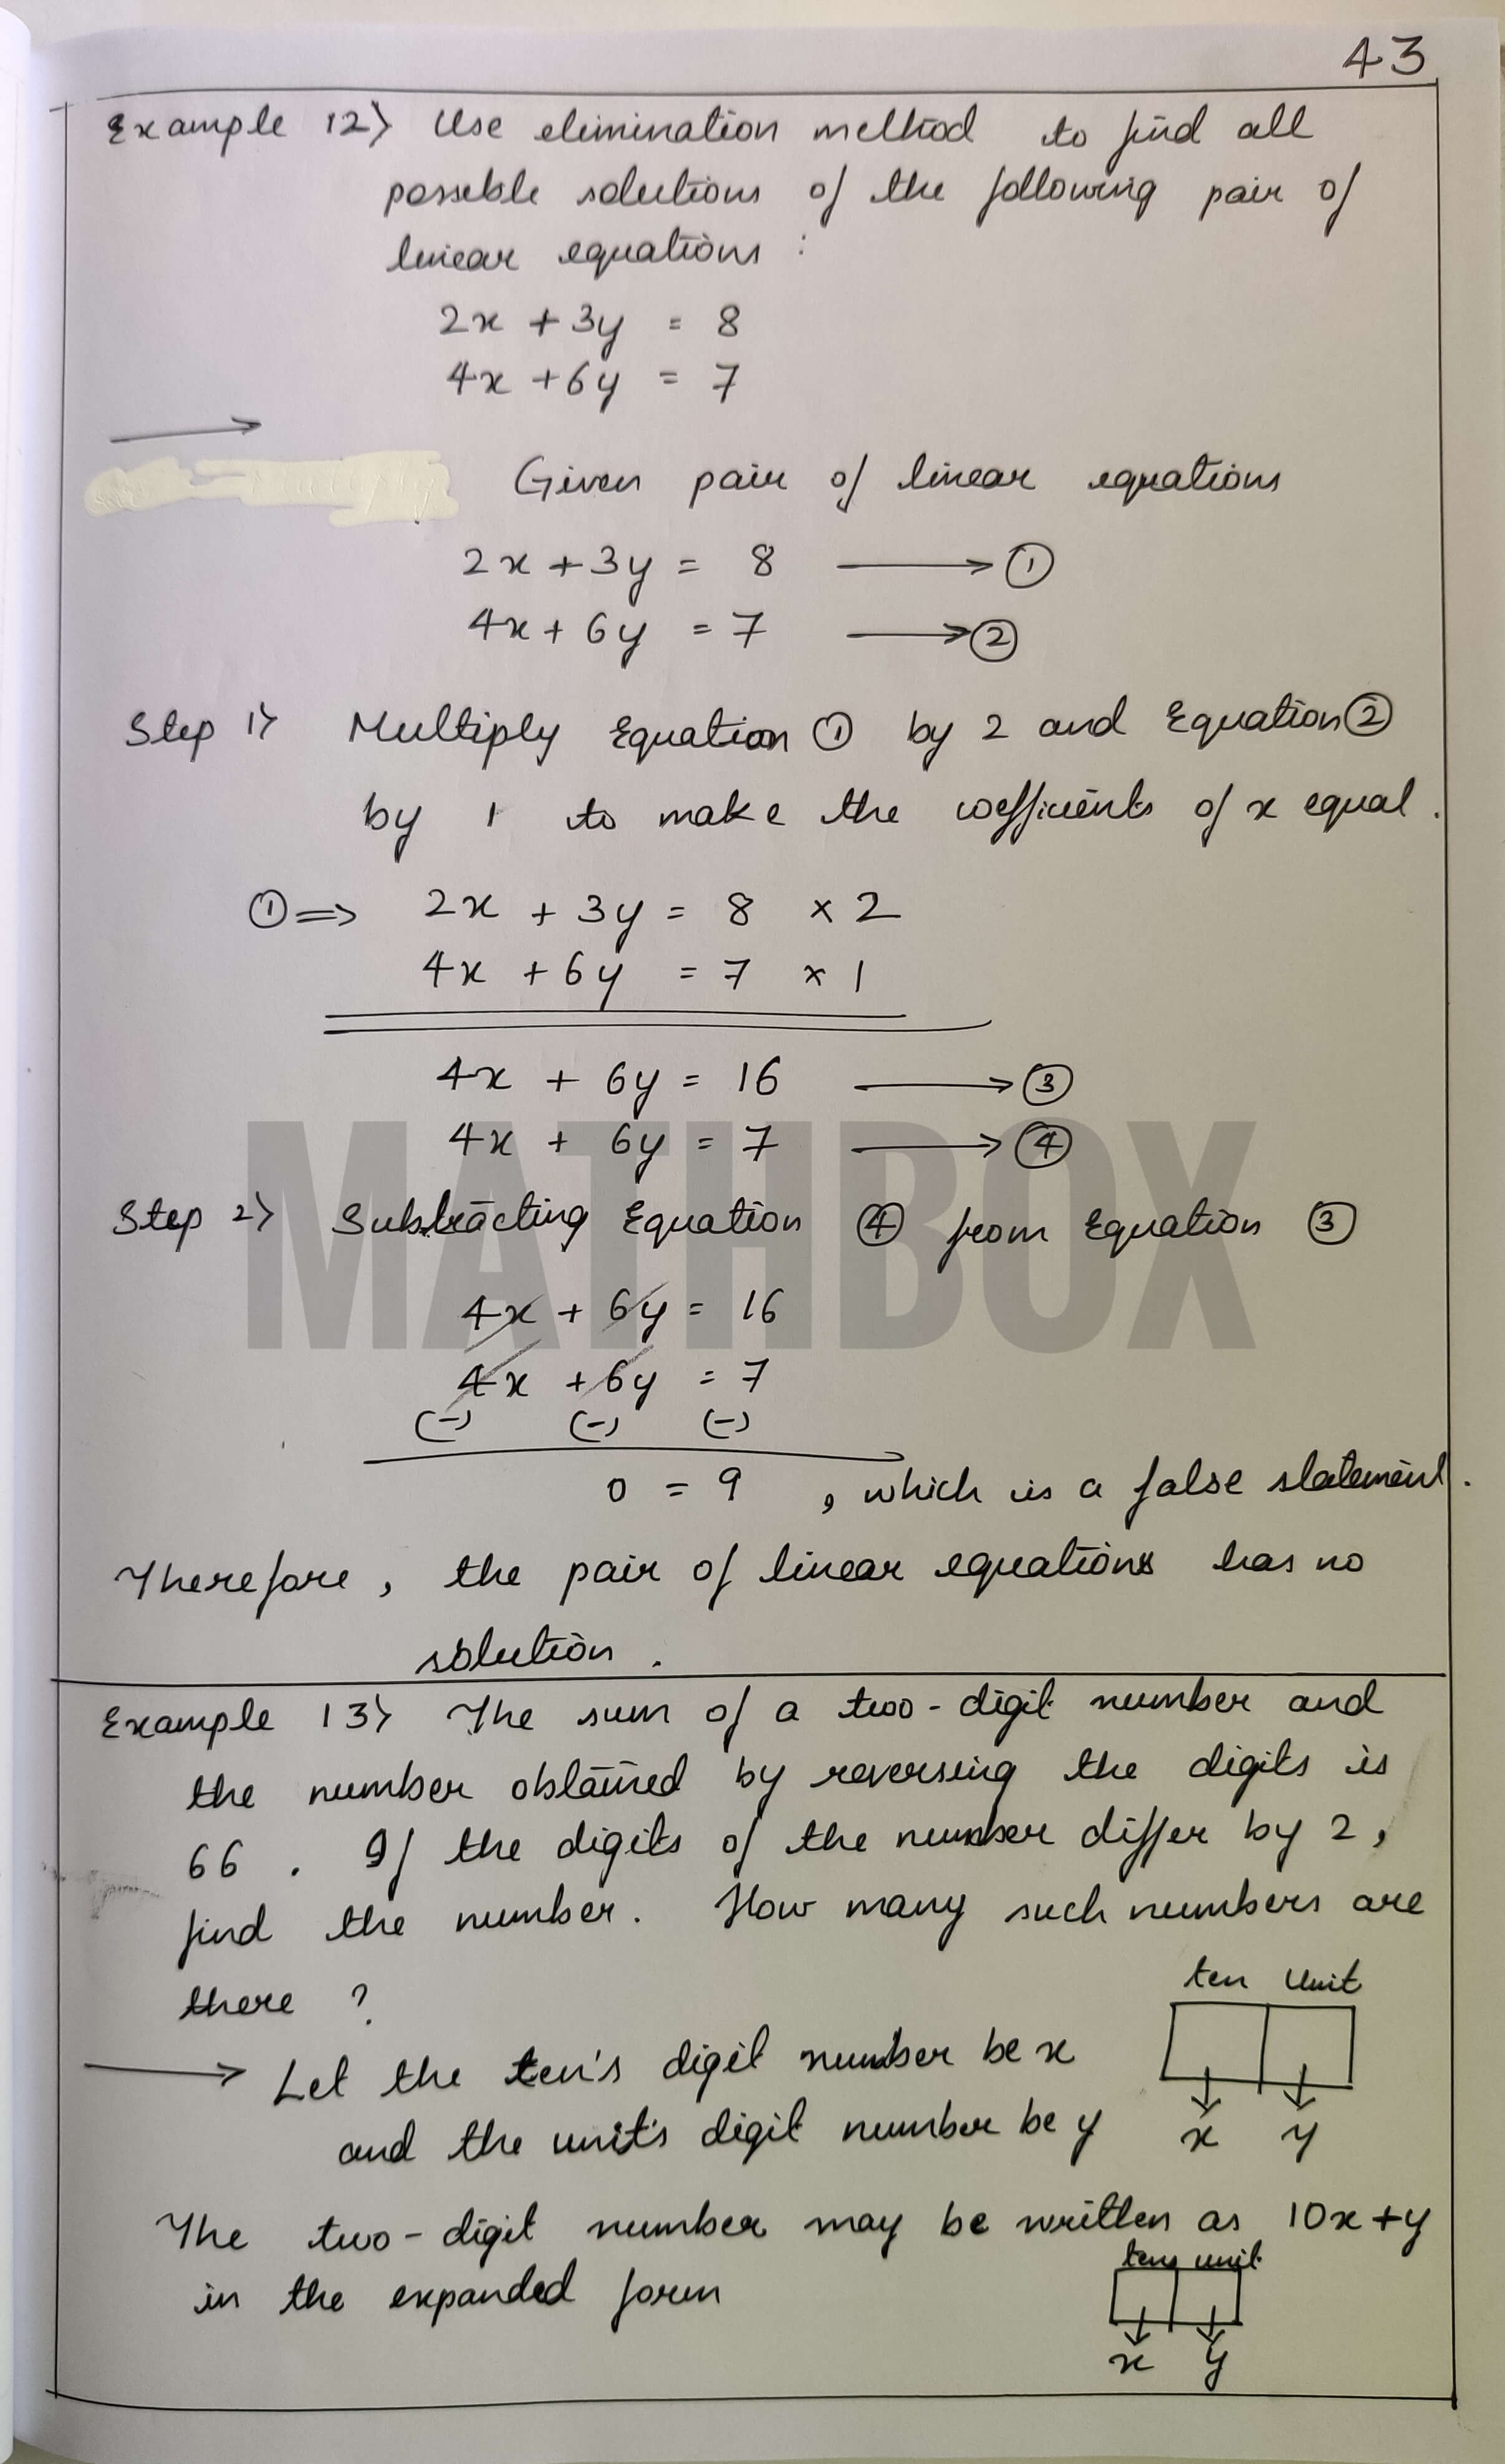 43
Example 12) Use elimination method to find all
possible solutions of the following pair of
linear equations :
2x + 3y = 8
4x + 6y = 7
Given pair of linear equations
2x + 3y = 8 ⟶ ①
4x + 6y = 7 ⟶ ②
Step 1) Multiply Equation ① by 2 and Equation ②
by 1 to make the coefficients of x equal.
① ⇒ 2x + 3y = 8 × 2
4x + 6y = 7 × 1
4x + 6y = 16 ⟶ ③
4x + 6y = 7 ⟶ ④
MATHBOX
Step 2) Subtracting Equation ④ from Equation ③
4x + 6y = 16
4x + 6y = 7
(-) (-) (-)
0 = 9 , which is a false statement.
Therefore, the pair of linear equations has no
solution.
Example 13) The sum of a two-digit number and
the number obtained by reversing the digits is
66. If the digits of the number differ by 2,
find the number. How many such numbers are
there ?
ten Unit
⟶ Let the ten's digit number be x
and the unit's digit number be y
x y
The two-digit number may be written as 10x+y
in the expanded form
ten unit
x y